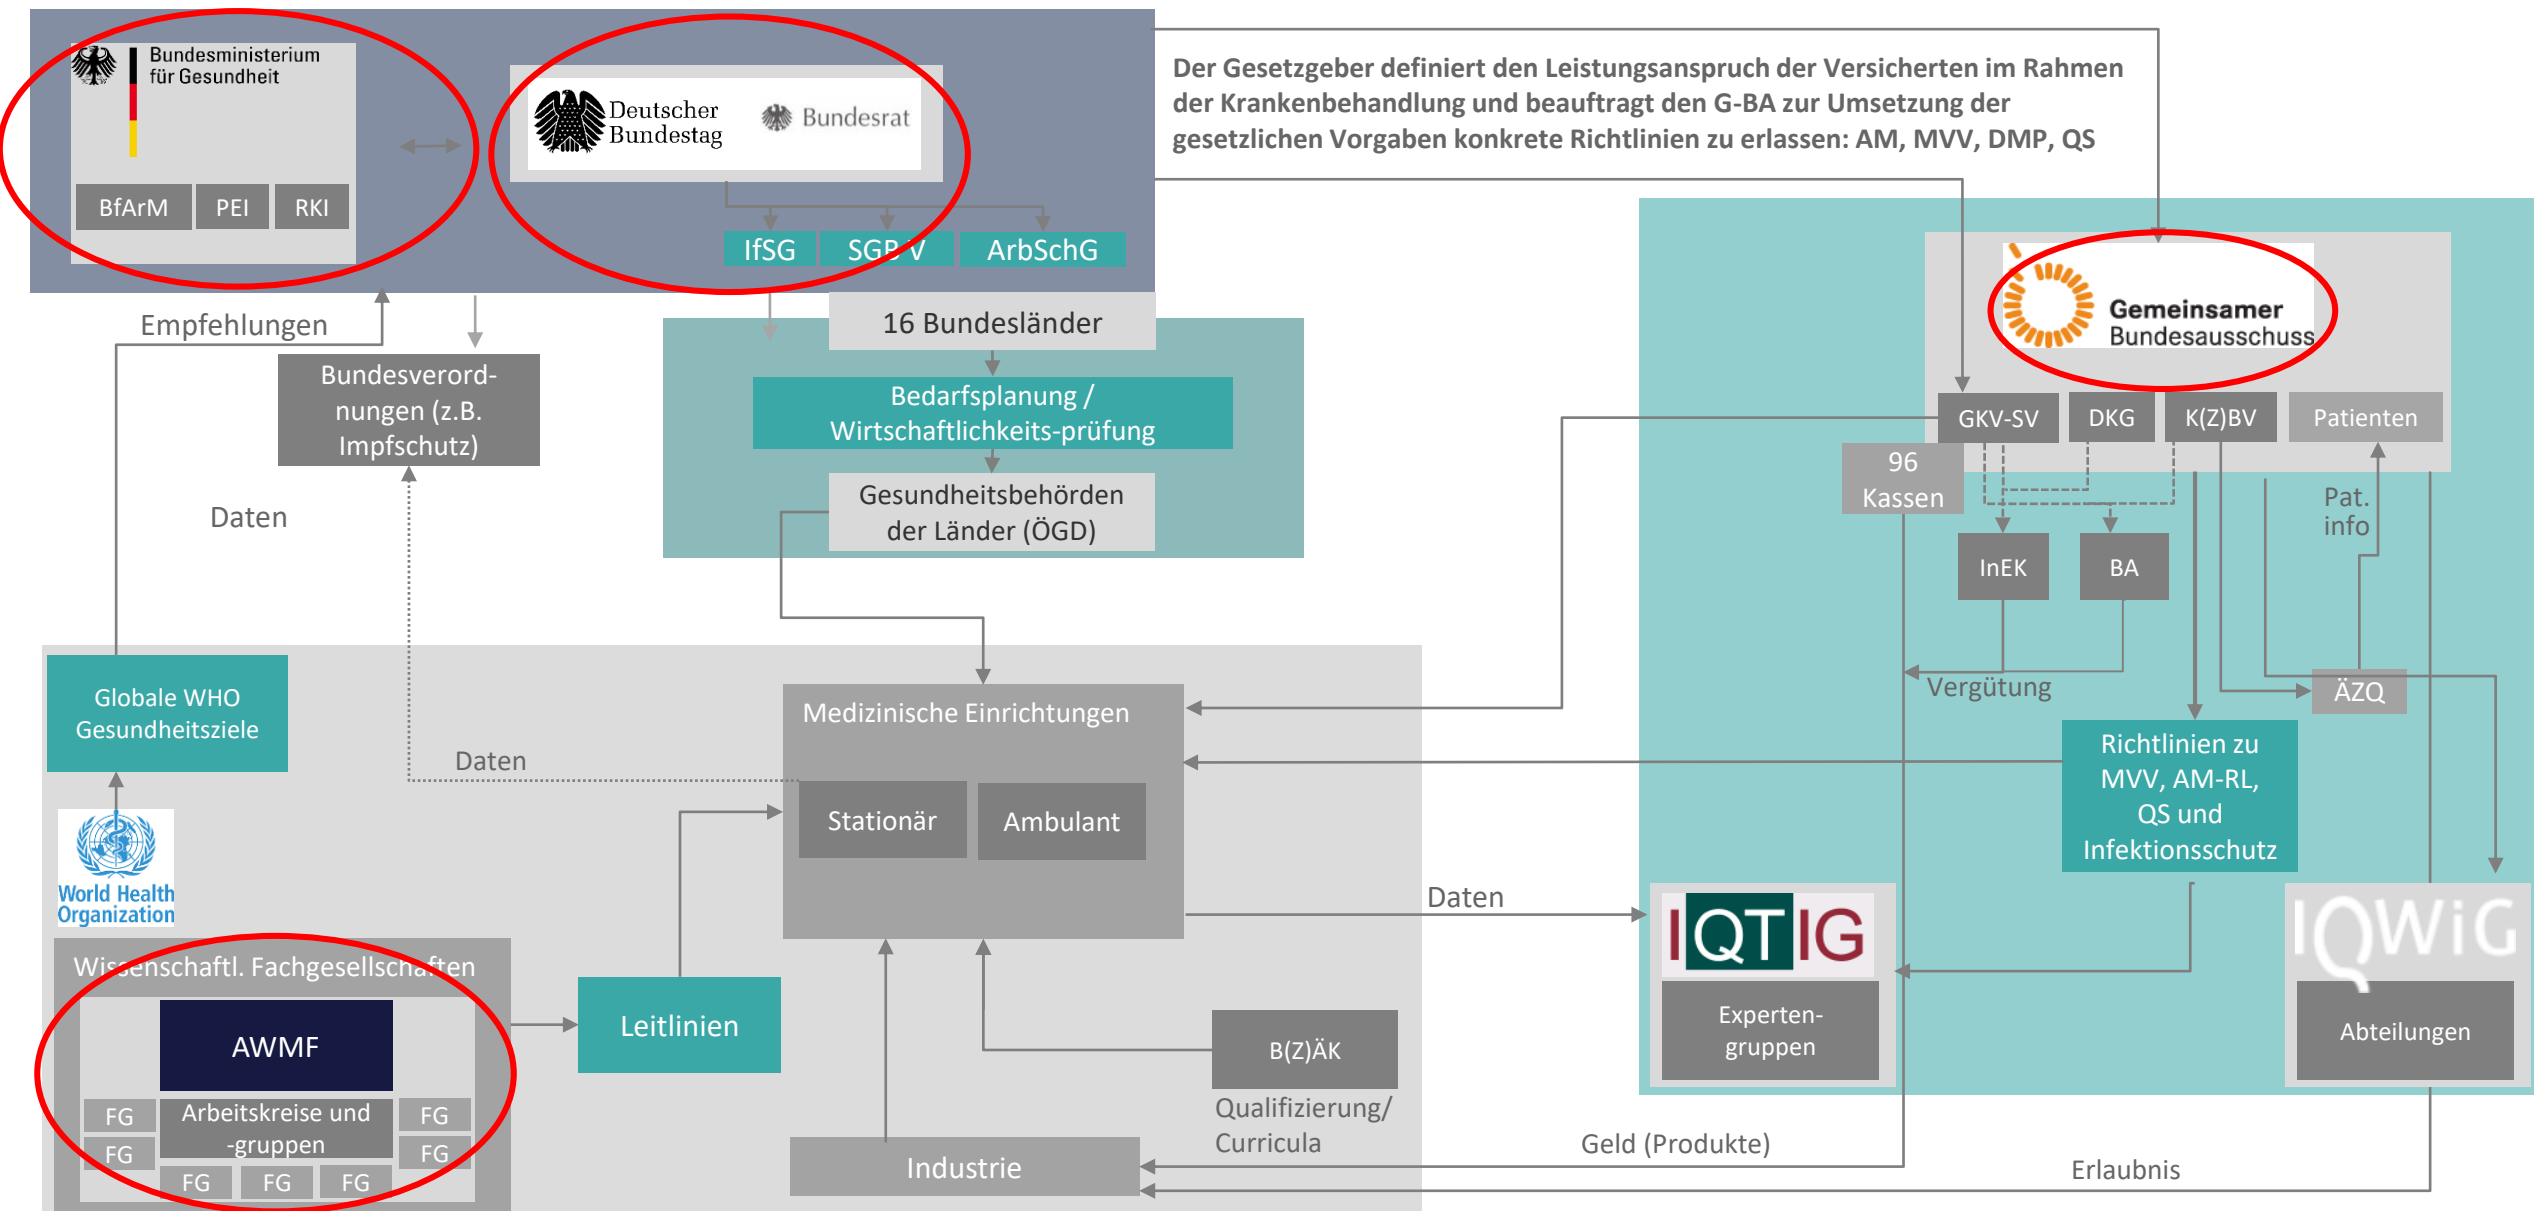 Bundesministerium
für Gesundheit
BfArM
PEI
RKI
Deutscher
Bundestag
Bundesrat
IfSG
SGB V
ArbSchG
Der Gesetzgeber definiert den Leistungsanspruch der Versicherten im Rahmen
der Krankenbehandlung und beauftragt den G-BA zur Umsetzung der
gesetzlichen Vorgaben konkrete Richtlinien zu erlassen: AM, MVV, DMP, QS
Gemeinsamer
Bundesausschuss
GKV-SV
DKG
K(Z)BV
Patienten
96
Kassen
Pat.
info
InEK
BA
Vergütung
ÄZQ
Richtlinien zu
MVV, AM-RL,
QS und
Infektionsschutz
IQTIG
Experten-
gruppen
IQWiG
Abteilungen
Empfehlungen
Bundesverord-
nungen (z.B.
Impfschutz)
Daten
16 Bundesländer
Bedarfsplanung /
Wirtschaftlichkeits-prüfung
Gesundheitsbehörden
der Länder (ÖGD)
Globale WHO
Gesundheitsziele
World Health
Organization
Daten
Medizinische Einrichtungen
Stationär
Ambulant
Daten
Wissenschaftl. Fachgesellschaften
AWMF
Arbeitskreise und
-gruppen
FG
FG
FG
FG
FG
FG
FG
Leitlinien
B(Z)ÄK
Qualifizierung/
Curricula
Industrie
Geld (Produkte)
Erlaubnis